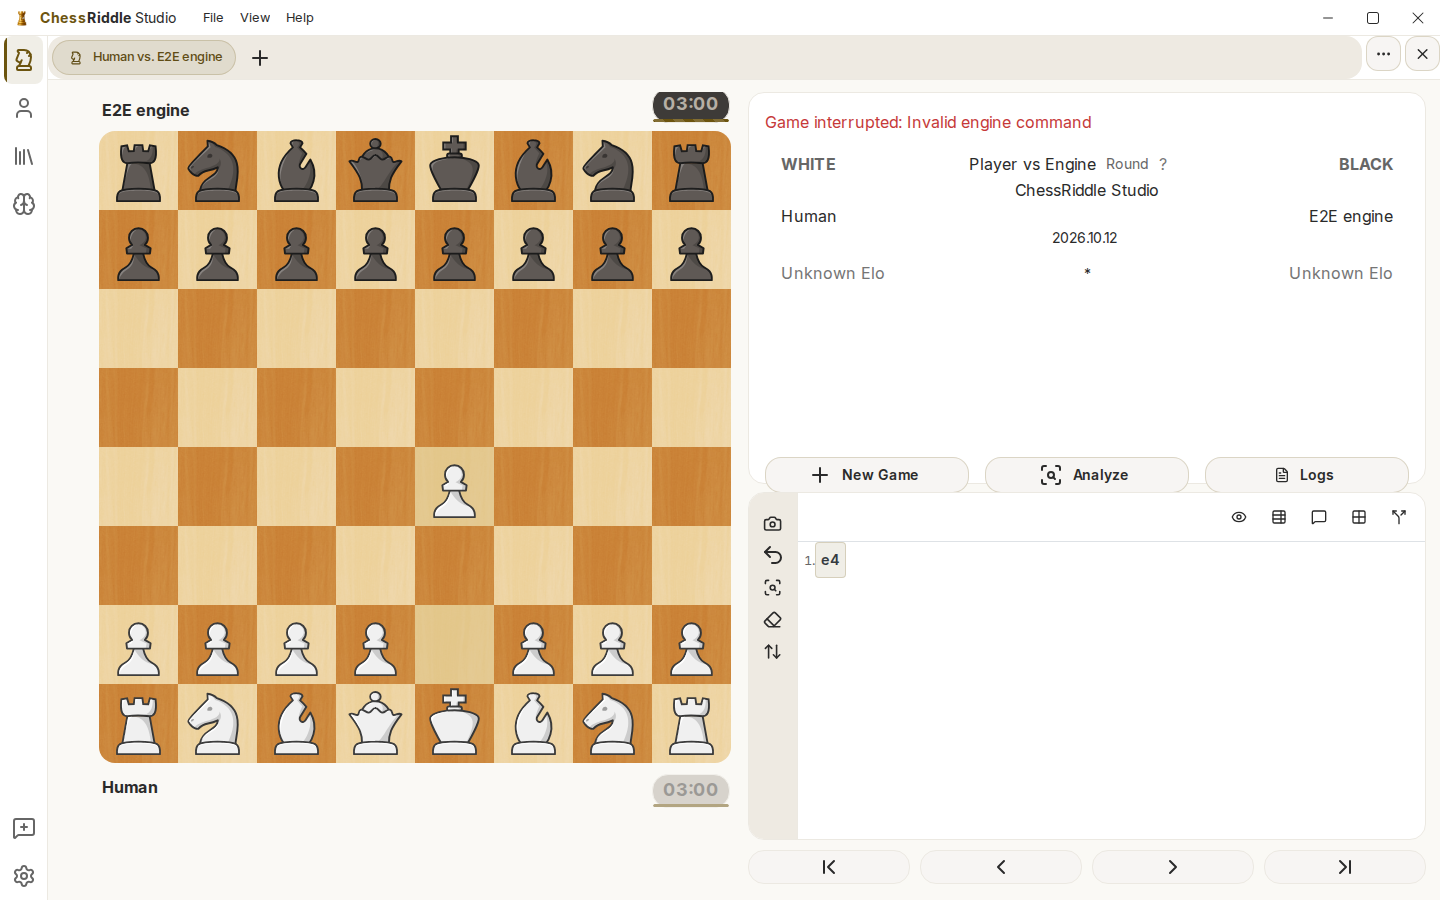 ChessRiddle Studio File View Help
Human vs. E2E engine
E2E engine 03:00
Human 03:00
Game interrupted: Invalid engine command
WHITE Player vs Engine Round ? BLACK
ChessRiddle Studio
Human E2E engine
2026.10.12
Unknown Elo * Unknown Elo
New Game Analyze Logs
1. e4